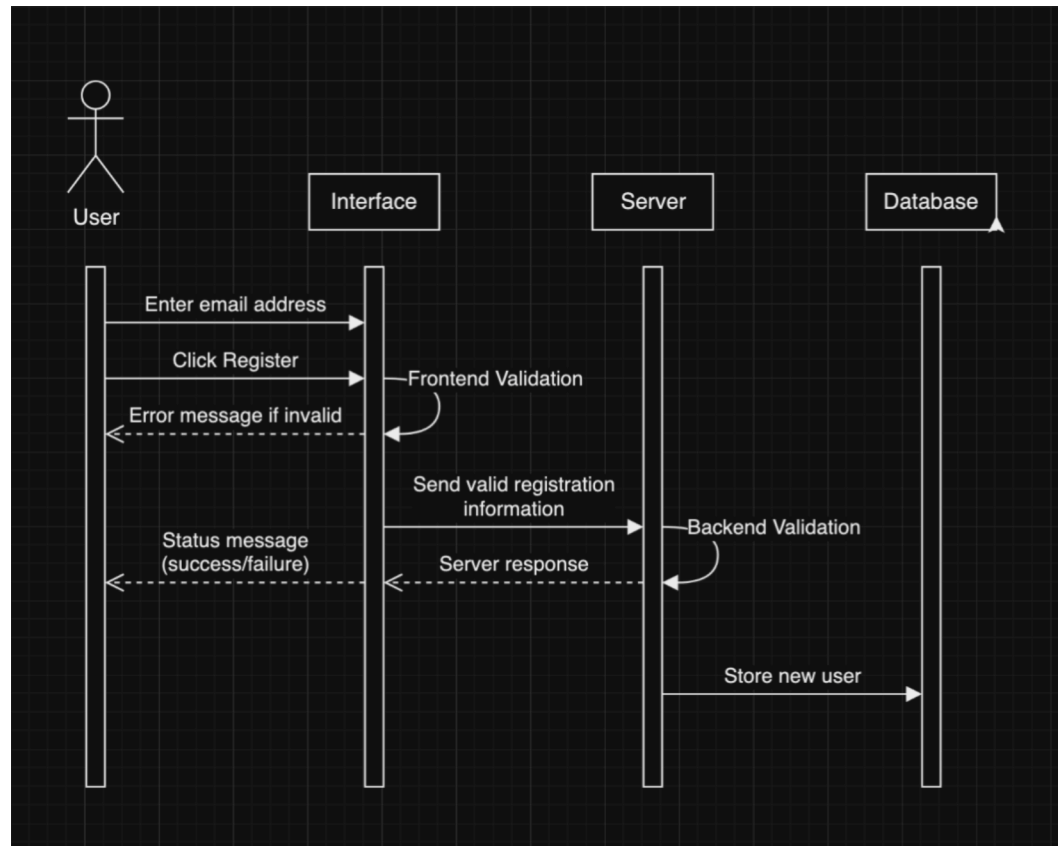 User
Interface
Server
Database
Enter email address
Click Register
Frontend Validation
Error message if invalid
Send valid registration
information
Backend Validation
Status message
(success/failure)
Server response
Store new user